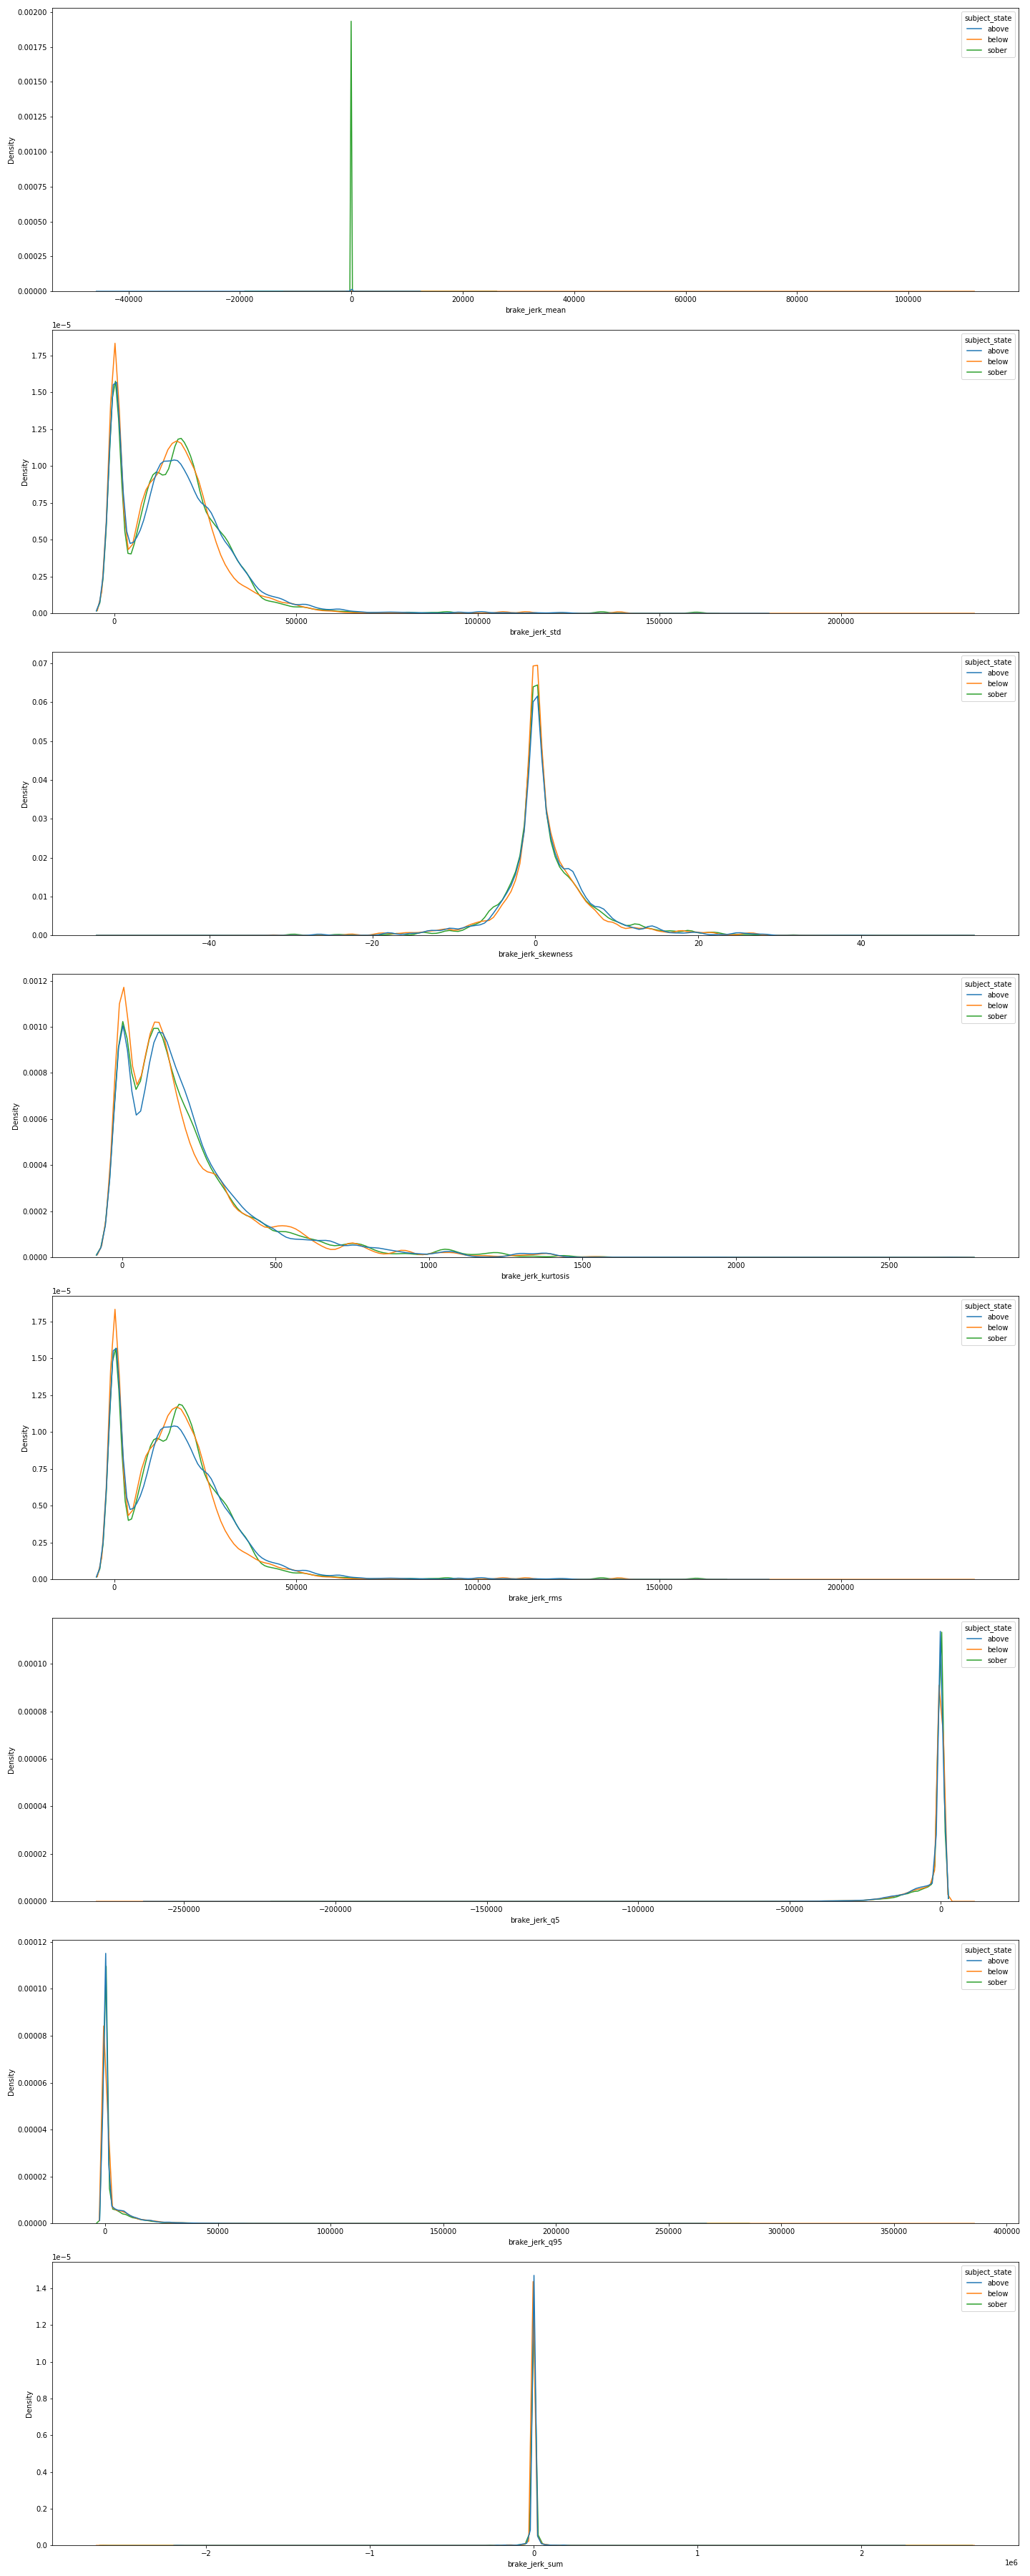 0.00200
0.00175
0.00150
0.00125
0.00100
0.00075
0.00050
0.00025
0.00000
Density
subject_state
above
below
sober
−40000 −20000 0 20000 40000 60000 80000 100000
brake_jerk_mean
1e−5
1.75
1.50
1.25
1.00
0.75
0.50
0.25
0.00
Density
subject_state
above
below
sober
0 50000 100000 150000 200000
brake_jerk_std
0.07
0.06
0.05
0.04
0.03
0.02
0.01
0.00
Density
subject_state
above
below
sober
−40 −20 0 20 40
brake_jerk_skewness
0.0012
0.0010
0.0008
0.0006
0.0004
0.0002
0.0000
Density
subject_state
above
below
sober
0 500 1000 1500 2000 2500
brake_jerk_kurtosis
1e−5
1.75
1.50
1.25
1.00
0.75
0.50
0.25
0.00
Density
subject_state
above
below
sober
0 50000 100000 150000 200000
brake_jerk_rms
0.00010
0.00008
0.00006
0.00004
0.00002
0.00000
Density
subject_state
above
below
sober
−250000 −200000 −150000 −100000 −50000 0
brake_jerk_q5
0.00012
0.00010
0.00008
0.00006
0.00004
0.00002
0.00000
Density
subject_state
above
below
sober
0 50000 100000 150000 200000 250000 300000 350000 400000
brake_jerk_q95
1e−5
1.4
1.2
1.0
0.8
0.6
0.4
0.2
0.0
Density
subject_state
above
below
sober
−2 −1 0 1 2
1e6
brake_jerk_sum